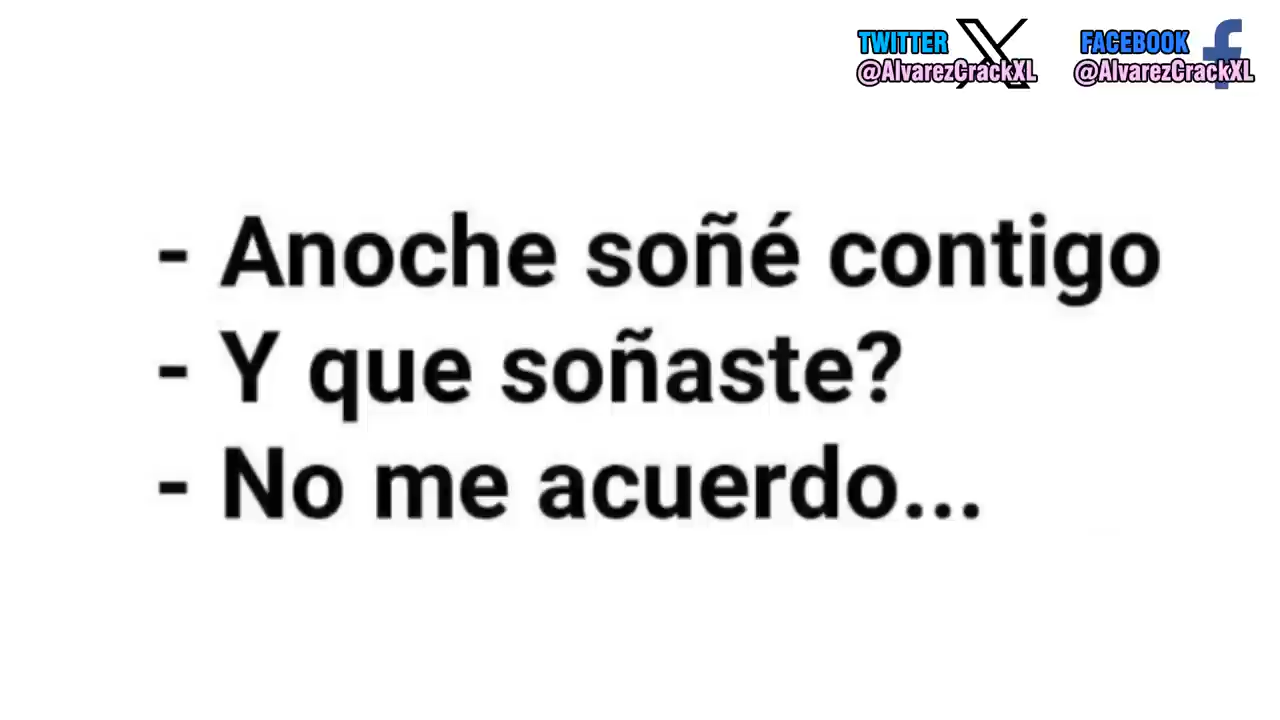 TWITTER
@AlvarezCrackXL
FACEBOOK
@AlvarezCrackXL
- Anoche soñé contigo
- Y que soñaste?
- No me acuerdo...